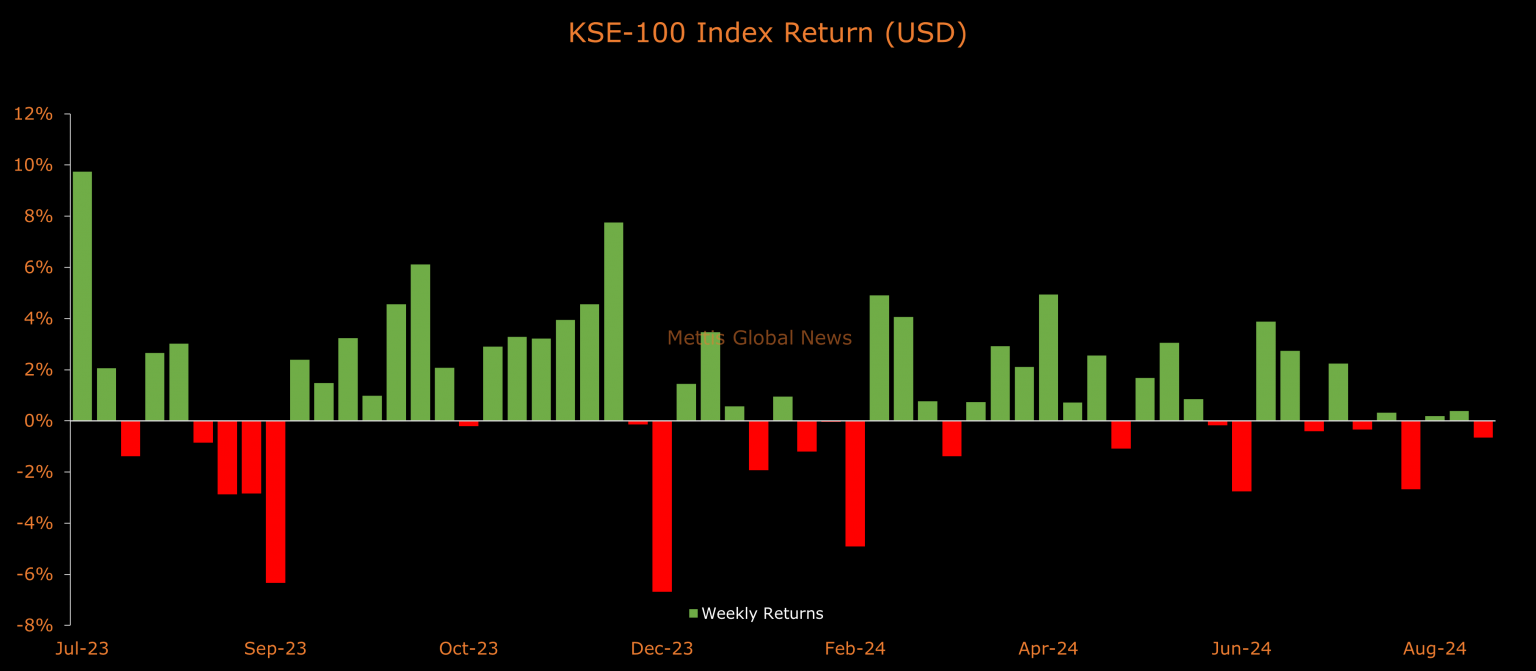 KSE-100 Index Return (USD)
12%
10%
8%
6%
4%
2%
0%
-2%
-4%
-6%
-8%
Metis Global News
Weekly Returns
Jul-23 Sep-23 Oct-23 Dec-23 Feb-24 Apr-24 Jun-24 Aug-24